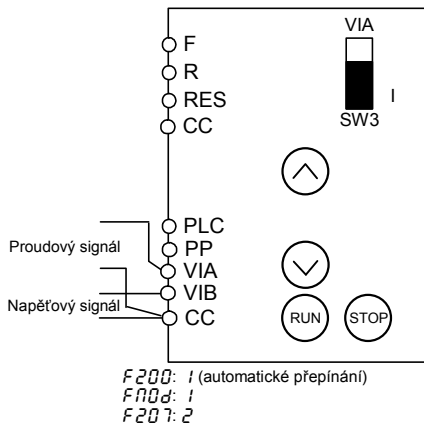 VIA
I
SW3
F
R
RES
CC
PLC
PP
VIA
VIB
CC
Proudový signál
Napěťový signál
RUN
STOP
F200: 1 (automatické přepínání)
FΠOd: 1
F207: 2